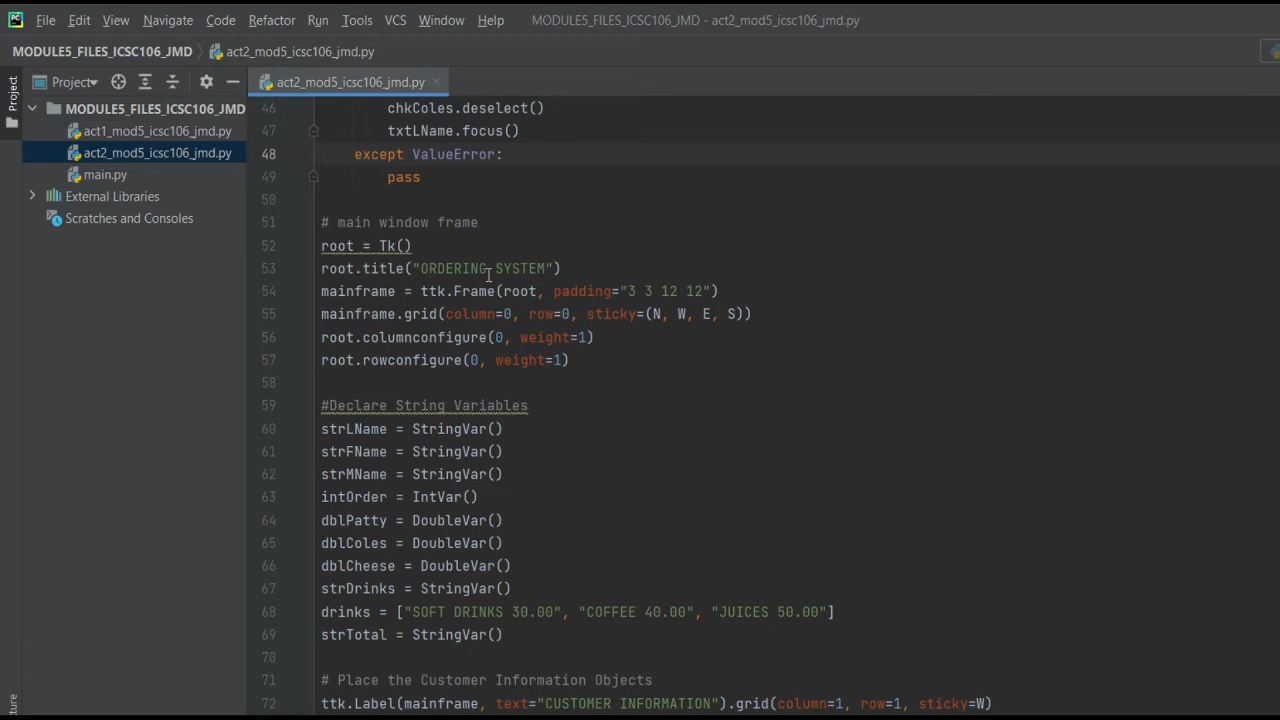 File Edit View Navigate Code Refactor Run Tools VCS Window Help MODULE5_FILES_ICSC106_JMD - act2_mod5_icsc106_jmd.py
MODULE5_FILES_ICSC106_JMD act2_mod5_icsc106_jmd.py
Project
Project
act2_mod5_icsc106_jmd.py
MODULE5_FILES_ICSC106_JMD
act1_mod5_icsc106_jmd.py
act2_mod5_icsc106_jmd.py
main.py
External Libraries
Scratches and Consoles
46 chkColes.deselect()
47 txtLName.focus()
48 except ValueError:
49 pass
50
51 # main window frame
52 root = Tk()
53 root.title("ORDERING SYSTEM")
54 mainframe = ttk.Frame(root, padding="3 3 12 12")
55 mainframe.grid(column=0, row=0, sticky=(N, W, E, S))
56 root.columnconfigure(0, weight=1)
57 root.rowconfigure(0, weight=1)
58
59 #Declare String Variables
60 strLName = StringVar()
61 strFName = StringVar()
62 strMName = StringVar()
63 intOrder = IntVar()
64 dblPatty = DoubleVar()
65 dblColes = DoubleVar()
66 dblCheese = DoubleVar()
67 strDrinks = StringVar()
68 drinks = ["SOFT DRINKS 30.00", "COFFEE 40.00", "JUICES 50.00"]
69 strTotal = StringVar()
70
71 # Place the Customer Information Objects
72 ttk.Label(mainframe, text="CUSTOMER INFORMATION").grid(column=1, row=1, sticky=W)